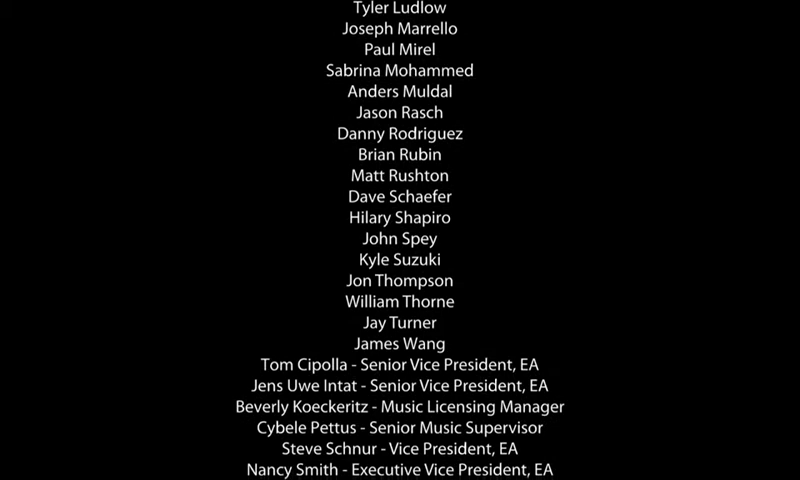 Tyler Ludlow
Joseph Marrello
Paul Mirel
Sabrina Mohammed
Anders Muldal
Jason Rasch
Danny Rodriguez
Brian Rubin
Matt Rushton
Dave Schaefer
Hilary Shapiro
John Spey
Kyle Suzuki
Jon Thompson
William Thorne
Jay Turner
James Wang
Tom Cipolla - Senior Vice President, EA
Jens Uwe Intat - Senior Vice President, EA
Beverly Koeckeritz - Music Licensing Manager
Cybele Pettus - Senior Music Supervisor
Steve Schnur - Vice President, EA
Nancy Smith - Executive Vice President, EA